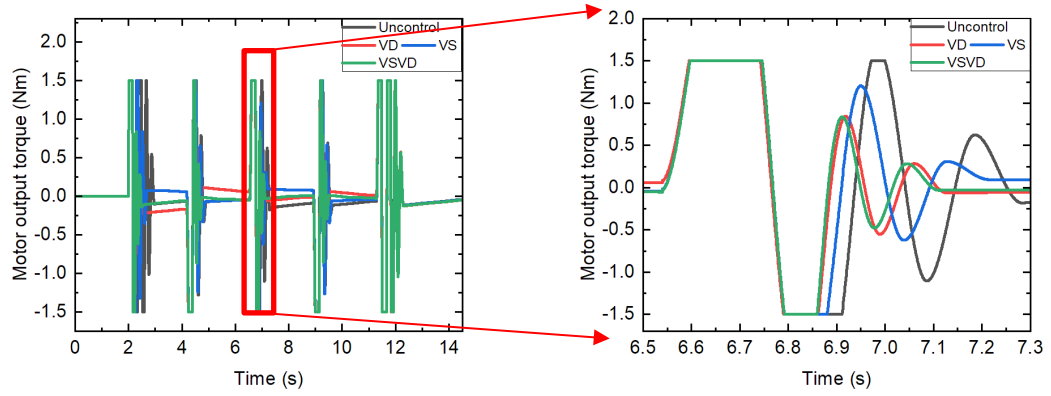 Motor output torque (Nm)
2.0
1.5
1.0
0.5
0.0
-0.5
-1.0
-1.5
0 2 4 6 8 10 12 14
Time (s)
Uncontrol
VD VS
VSVD
Motor output torque (Nm)
2.0
1.5
1.0
0.5
0.0
-0.5
-1.0
-1.5
6.5 6.6 6.7 6.8 6.9 7.0 7.1 7.2 7.3
Time (s)
Uncontrol
VD VS
VSVD